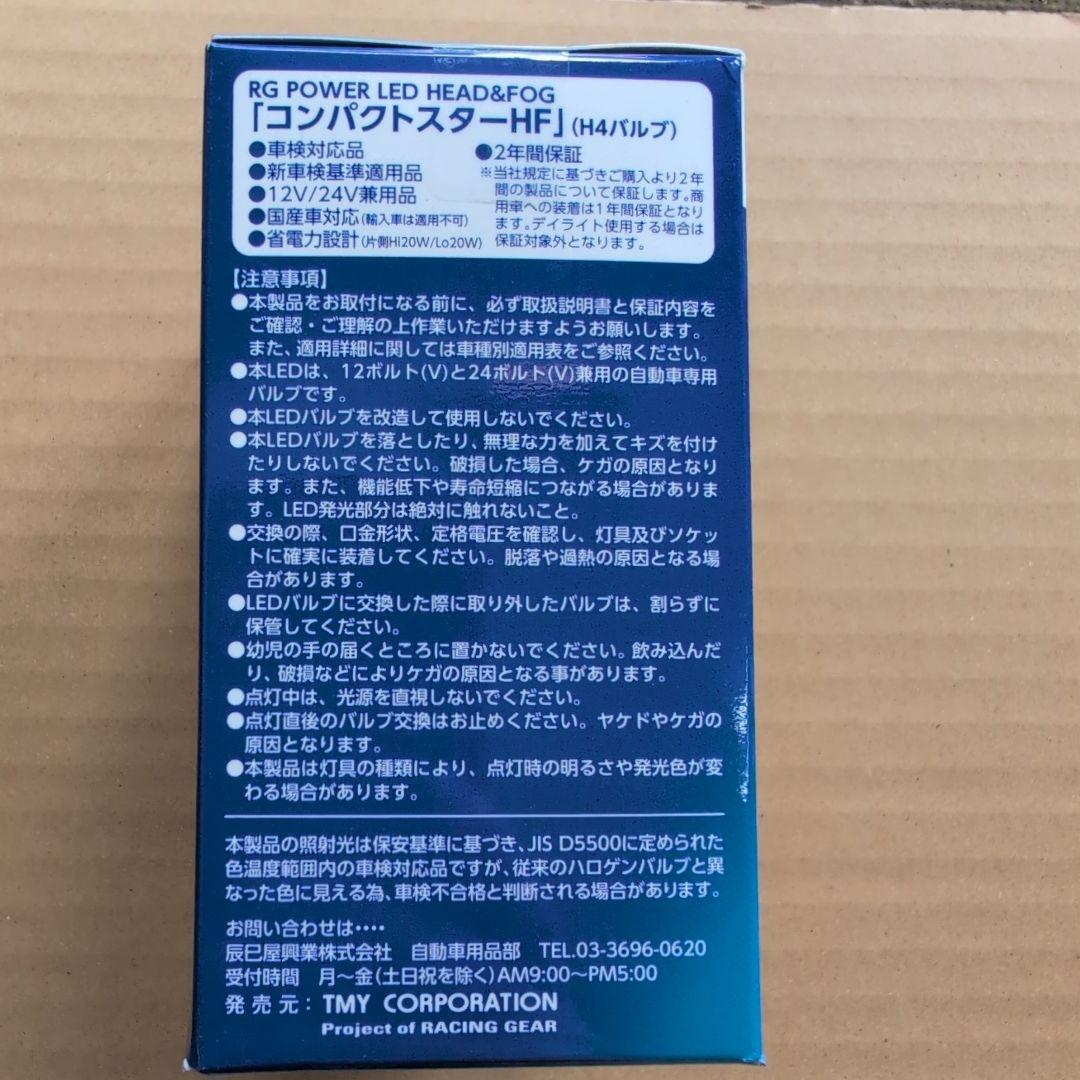 RG POWER LED HEAD&FOG
「コンパクトスターHF」(H4バルブ)
●車検対応品
●新車検基準適用品
●12V/24V兼用品
●国産車対応(輸入車は適用不可)
●省電力設計(片側Hi20W/Lo20W)
●2年間保証
※当社規定に基づきご購入より2年
間の製品について保証します。商
用車への装着は1年間保証となり
ます。デイライト使用する場合は
保証対象外となります。
【注意事項】
●本製品をお取付になる前に、必ず取扱説明書と保証内容を
ご確認・ご理解の上作業いただけますようお願いします。
また、適用詳細に関しては車種別適用表をご参照ください。
●本LEDは、12ボルト(V)と24ボルト(V)兼用の自動車専用
バルブです。
●本LEDバルブを改造して使用しないでください。
●本LEDバルブを落としたり、無理な力を加えてキズを付け
たりしないでください。破損した場合、ケガの原因となり
ます。また、機能低下や寿命短縮につながる場合がありま
す。LED発光部分は絶対に触れないこと。
●交換の際、口金形状、定格電圧を確認し、灯具及びソケッ
トに確実に装着してください。脱落や過熱の原因となる場
合があります。
●LEDバルブに交換した際に取り外したバルブは、割らずに
保管してください。
●幼児の手の届くところに置かないでください。飲み込んだ
り、破損などによりケガの原因となる事があります。
●点灯中は、光源を直視しないでください。
●点灯直後のバルブ交換はお止めください。ヤケドやケガの
原因となります。
●本製品は灯具の種類により、点灯時の明るさや発光色が変
わる場合があります。
本製品の照射光は保安基準に基づき、JIS D5500に定められた
色温度範囲内の車検対応品ですが、従来のハロゲンバルブと異
なった色に見える為、車検不合格と判断される場合があります。
お問い合わせは‥‥
辰巳屋興業株式会社 自動車用品部 TEL.03-3696-0620
受付時間 月〜金(土日祝を除く)AM9:00〜PM5:00
発売元:TMY CORPORATION
Project of RACING GEAR